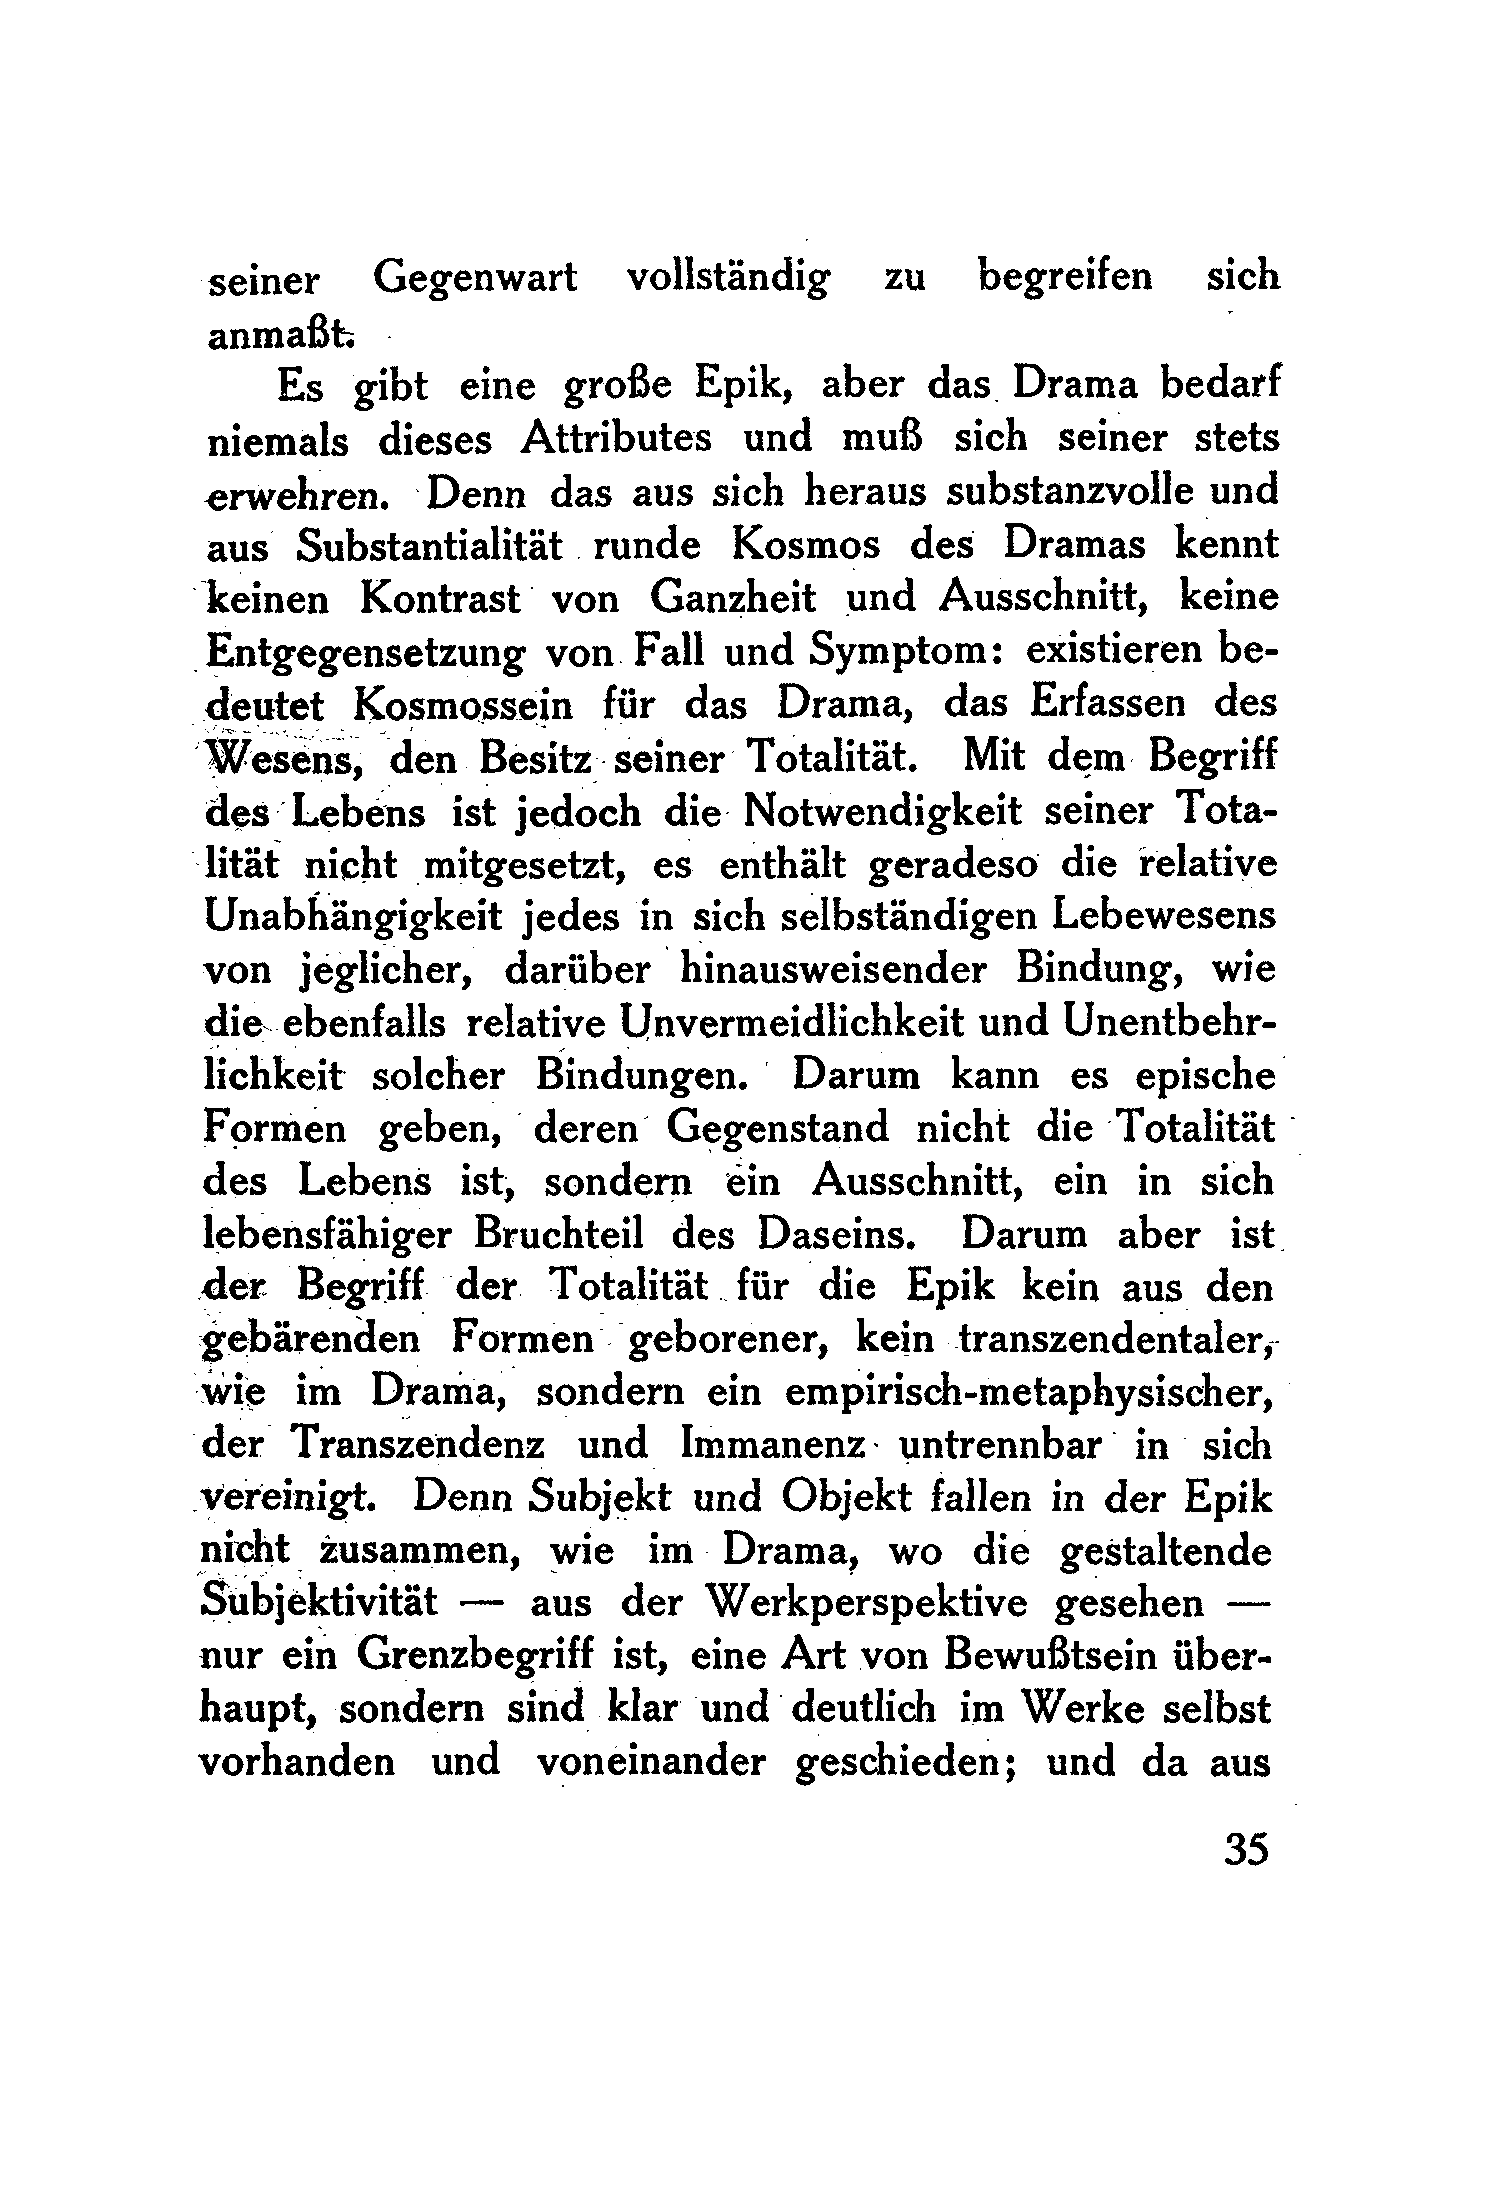 seiner Gegenwart vollständig zu begreifen sich
anmaßt.
Es gibt eine große Epik, aber das Drama bedarf
niemals dieses Attributes und muß sich seiner stets
erwehren. Denn das aus sich heraus substanzvolle und
aus Substantialität runde Kosmos des Dramas kennt
keinen Kontrast von Ganzheit und Ausschnitt, keine
Entgegensetzung von Fall und Symptom: existieren be-
deutet Kosmossein für das Drama, das Erfassen des
Wesens, den Besitz seiner Totalität. Mit dem Begriff
des Lebens ist jedoch die Notwendigkeit seiner Tota-
lität nicht mitgesetzt, es enthält geradeso die relative
Unabhängigkeit jedes in sich selbständigen Lebewesens
von jeglicher, darüber hinausweisender Bindung, wie
die ebenfalls relative Unvermeidlichkeit und Unentbehr-
lichkeit solcher Bindungen. Darum kann es epische
Formen geben, deren Gegenstand nicht die Totalität
des Lebens ist, sondern ein Ausschnitt, ein in sich
lebensfähiger Bruchteil des Daseins. Darum aber ist
der Begriff der Totalität für die Epik kein aus den
gebärenden Formen geborener, kein transzendentaler,
wie im Drama, sondern ein empirisch-metaphysischer,
der Transzendenz und Immanenz untrennbar in sich
vereinigt. Denn Subjekt und Objekt fallen in der Epik
nicht zusammen, wie im Drama, wo die gestaltende
Subjektivität — aus der Werkperspektive gesehen —
nur ein Grenzbegriff ist, eine Art von Bewußtsein über-
haupt, sondern sind klar und deutlich im Werke selbst
vorhanden und voneinander geschieden; und da aus
35